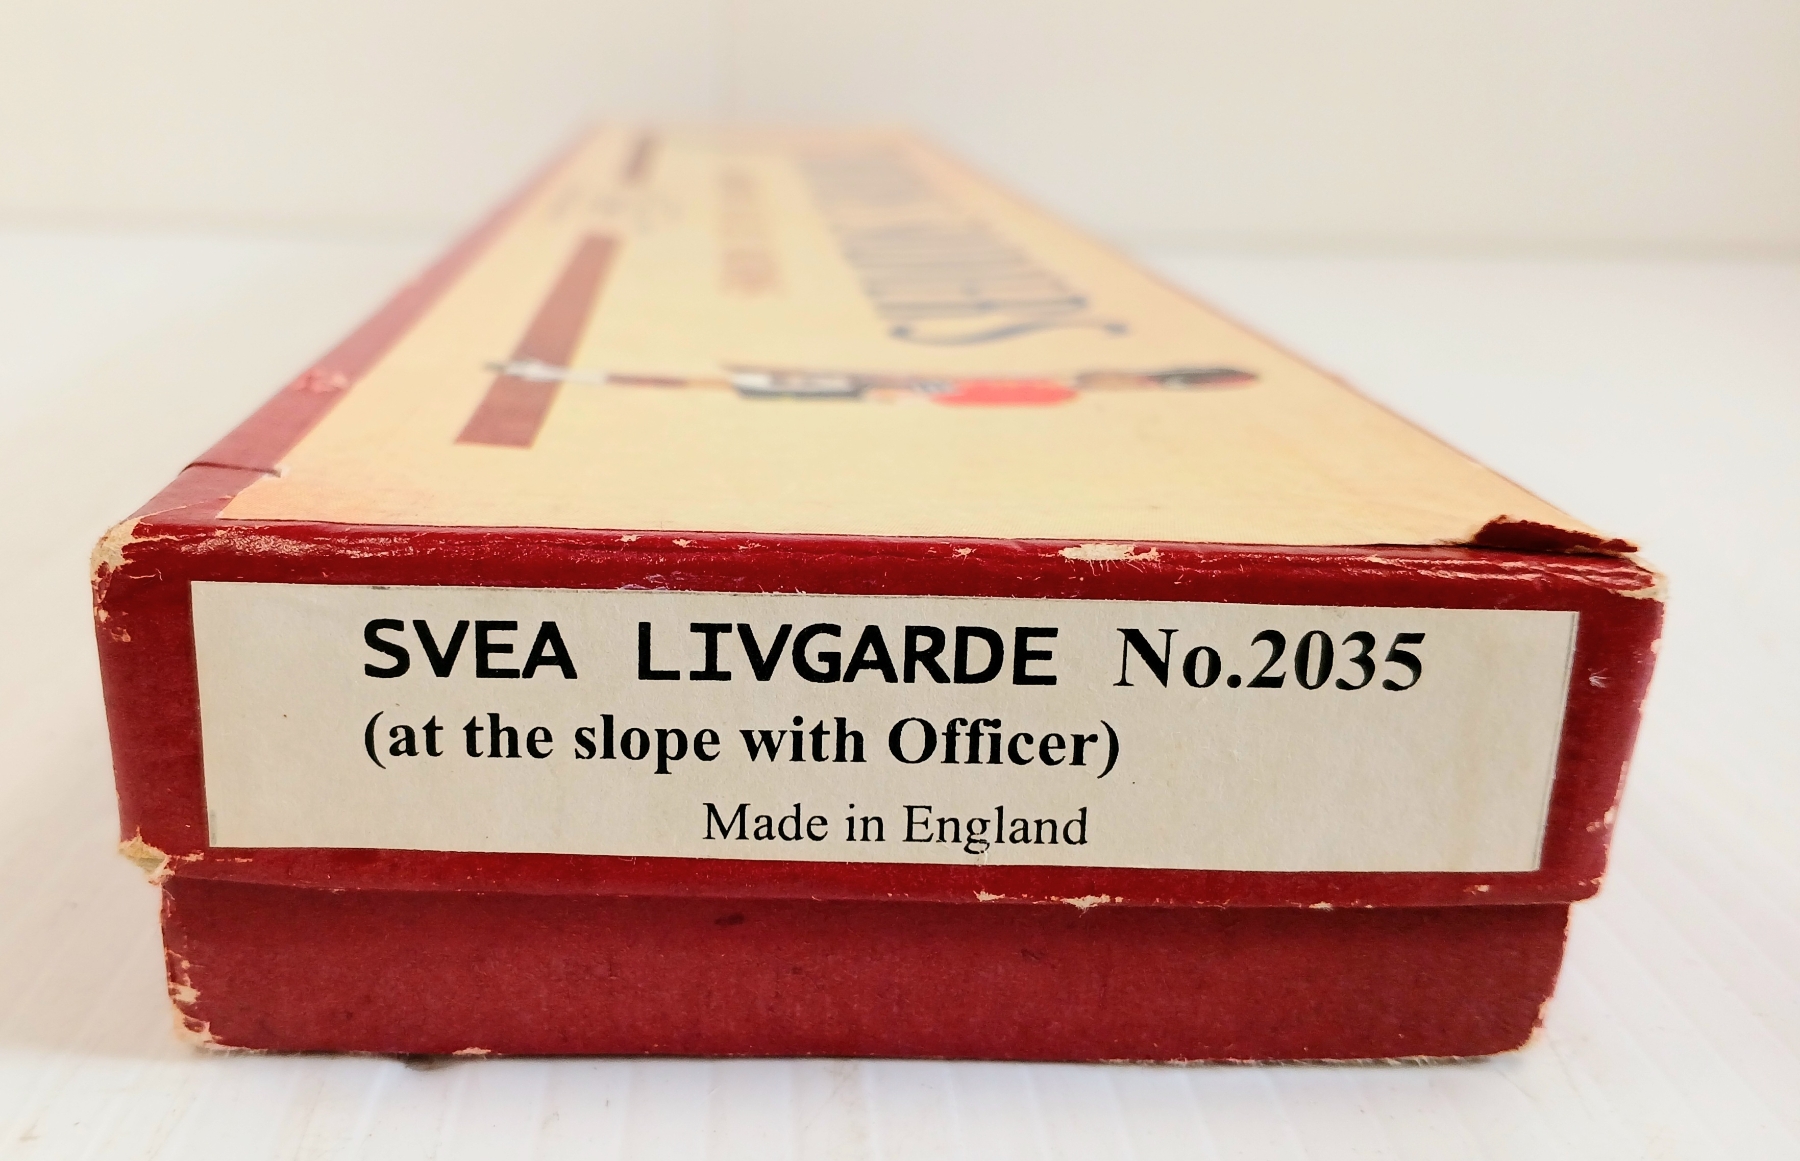 SVEA LIVGARDE No.2035
(at the slope with Officer)
Made in England